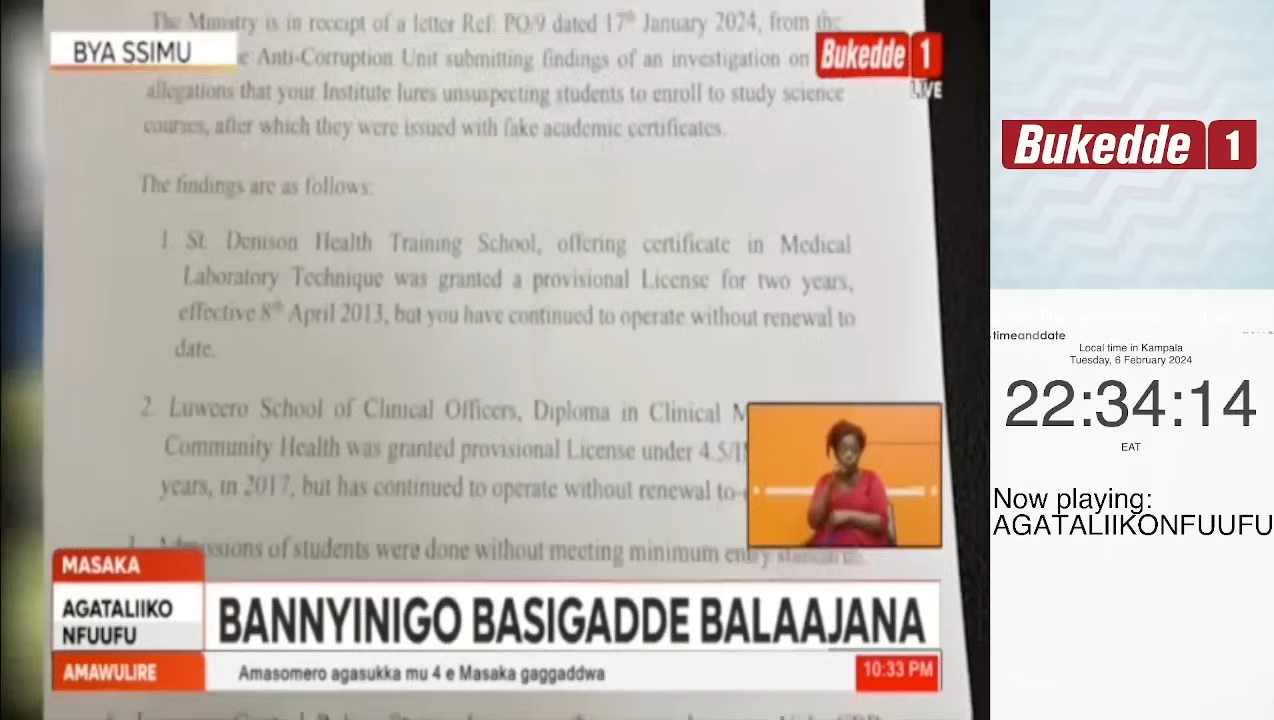 The Ministry is in receipt of a letter Ref: PO/9 dated 17th January 2024, from the
BYA SSIMU
Anti-Corruption Unit submitting findings of an investigation on
Bukedde 1
LIVE
allegations that your Institute lures unsuspecting students to enroll to study science
courses, after which they were issued with fake academic certificates.
The findings are as follows:
1. St. Denison Health Training School, offering certificate in Medical
Laboratory Technique was granted a provisional License for two years,
effective 8th April 2013, but you have continued to operate without renewal to
date.
2. Luweero School of Clinical Officers, Diploma in Clinical M
Community Health was granted provisional License under 4.5/
years, in 2017, but has continued to operate without renewal to
Admissions of students were done without meeting minimum entry
MASAKA
AGATALIIKO
NFUUFU
BANNYINIGO BASIGADDE BALAAJANA
AMAWULIRE
Amasomero agasukka mu 4 e Masaka gaggaddwa
10:33 PM
Bukedde 1
timeanddate
Local time in Kampala
Tuesday, 6 February 2024
22:34:14
EAT
Now playing:
AGATALIIKONFUUFU